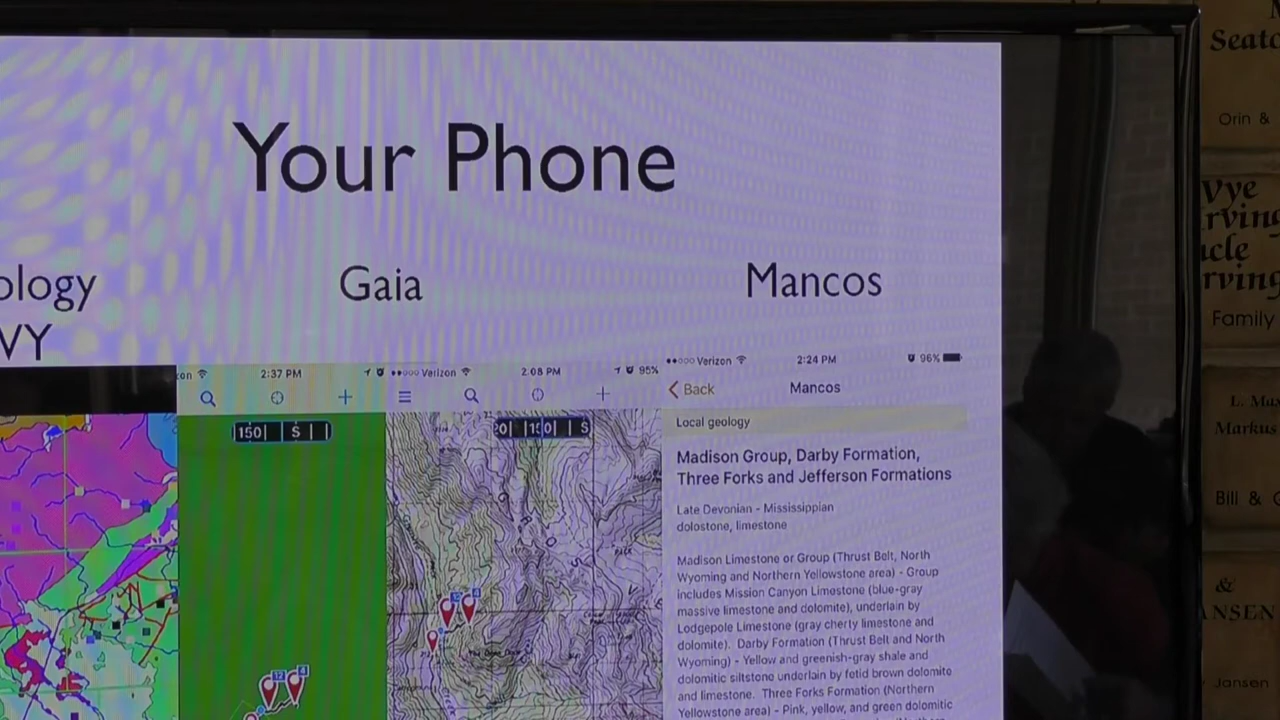 Your Phone
ology
WY
Gaia
Mancos
2:37 PM
150 S
Verizon
2:08 PM
95%
S
Verizon
2:24 PM
96%
Back
Mancos
Local geology
Madison Group, Darby Formation,
Three Forks and Jefferson Formations
Late Devonian - Mississippian
dolostone, limestone
Madison Limestone or Group (Thrust Belt, North
Wyoming and Northern Yellowstone area) - Group
includes Mission Canyon Limestone (blue-gray
massive limestone and dolomite), underlain by
Lodgepole Limestone (gray cherty limestone and
dolomite). Darby Formation (Thrust Belt and North
Wyoming) - Yellow and greenish-gray shale and
dolomitic siltstone underlain by fetid brown dolomite
and limestone. Three Forks Formation (Northern
Yellowstone area) - Pink, yellow, and green dolomitic
Orin &
Vye
Family
L. Max
Markus
Bill &
&
Jansen